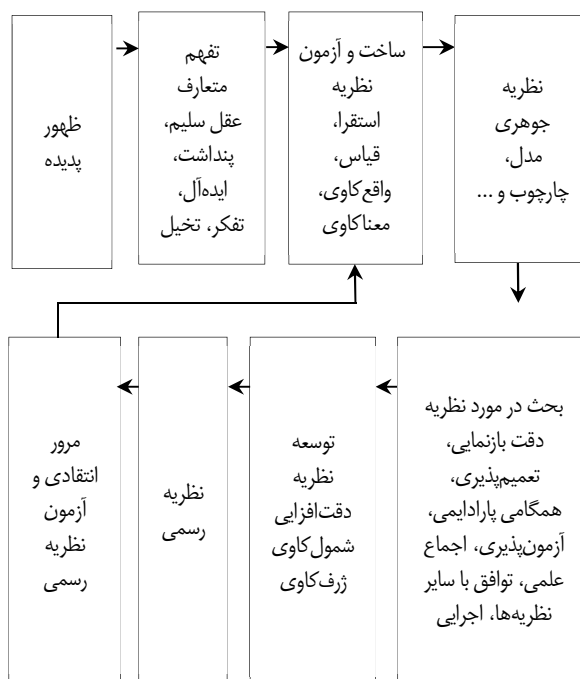 ظهور
پدیده
تفهم
متعارف
عقل سلیم،
پنداشت،
ایده‌آل،
تفکر، تخیل
ساخت و آزمون
نظریه
استقرا،
قیاس،
واقع‌کاوی،
معناکاوی
نظریه
جوهری
مدل،
چارچوب و ...
بحث در مورد نظریه
دقت بازنمایی،
تعمیم‌پذیری،
همگامی پارادایمی،
آزمون‌پذیری، اجماع
علمی، توافق با سایر
نظریه‌ها، اجرایی
توسعه
نظریه
دقت‌افزایی
شمول‌کاوی
ژرف‌کاوی
نظریه
رسمی
مرور
انتقادی و
آزمون
نظریه
رسمی